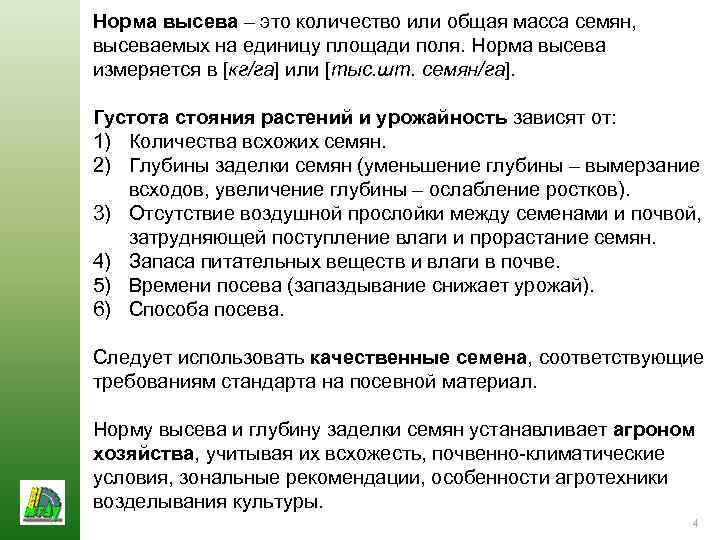 Норма высева – это количество или общая масса семян,
высеваемых на единицу площади поля. Норма высева
измеряется в [кг/га] или [тыс.шт. семян/га].
Густота стояния растений и урожайность зависят от:
1) Количества всхожих семян.
2) Глубины заделки семян (уменьшение глубины – вымерзание
всходов, увеличение глубины – ослабление ростков).
3) Отсутствие воздушной прослойки между семенами и почвой,
затрудняющей поступление влаги и прорастание семян.
4) Запаса питательных веществ и влаги в почве.
5) Времени посева (запаздывание снижает урожай).
6) Способа посева.
Следует использовать качественные семена, соответствующие
требованиям стандарта на посевной материал.
Норму высева и глубину заделки семян устанавливает агроном
хозяйства, учитывая их всхожесть, почвенно-климатические
условия, зональные рекомендации, особенности агротехники
возделывания культуры.
4